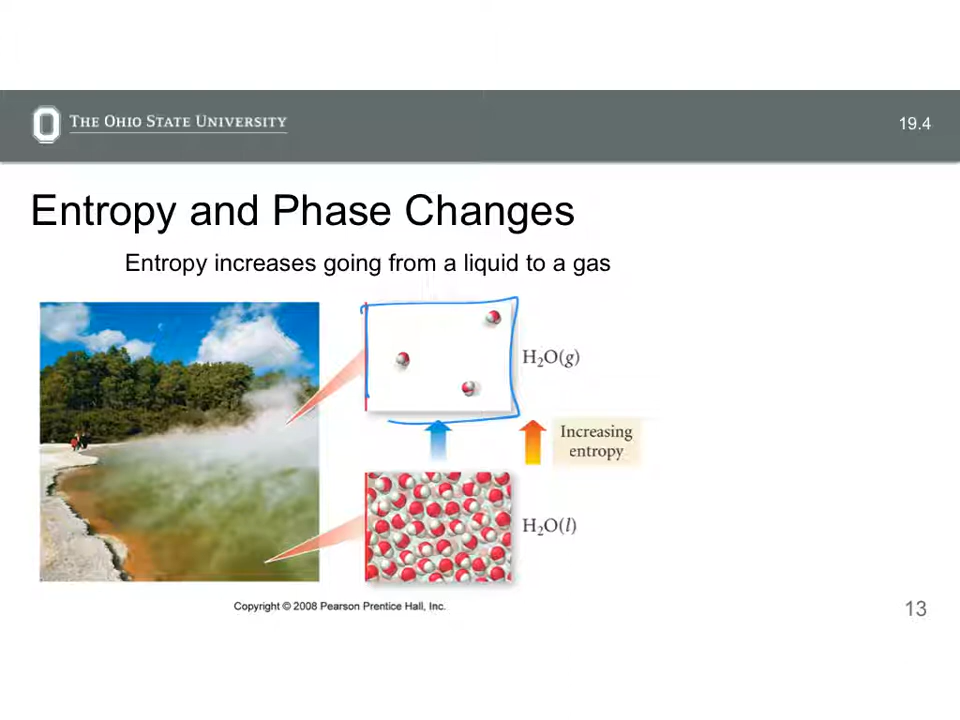 THE OHIO STATE UNIVERSITY
19.4
Entropy and Phase Changes
Entropy increases going from a liquid to a gas
H₂O(g)
Increasing
entropy
H₂O(l)
Copyright © 2008 Pearson Prentice Hall, Inc.
13